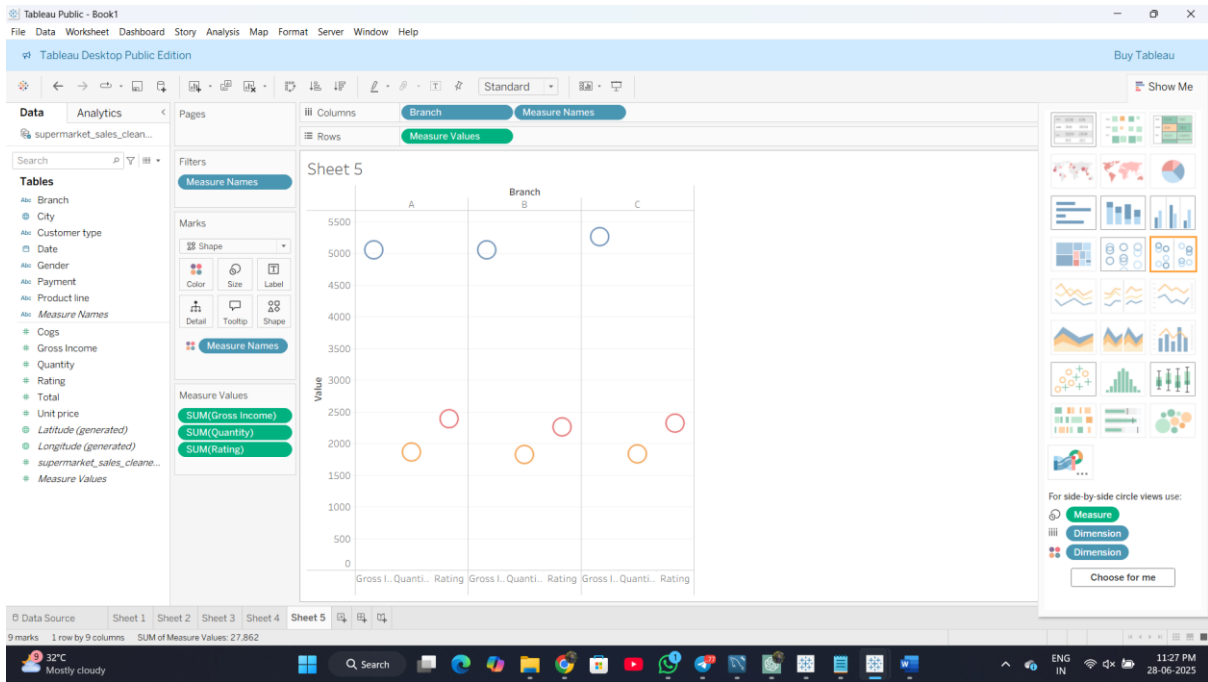 Tableau Public - Book1
File Data Worksheet Dashboard Story Analysis Map Format Server Window Help
Tableau Desktop Public Edition
Buy Tableau
Standard
Show Me
Data Analytics
supermarket_sales_clean...
Search
Tables
Abc Branch
City
Abc Customer type
Date
Abc Gender
Abc Payment
Abc Product line
Abc Measure Names
# Cogs
# Gross Income
# Quantity
# Rating
# Total
# Unit price
Latitude (generated)
Longitude (generated)
# supermarket_sales_cleane...
# Measure Values
Pages
Filters
Measure Names
Marks
Shape
Color Size Label
Detail Tooltip Shape
Measure Names
Measure Values
SUM(Gross Income)
SUM(Quantity)
SUM(Rating)
Columns Branch Measure Names
Rows Measure Values
Sheet 5
Branch
A B C
Value
5500
5000
4500
4000
3500
3000
2500
2000
1500
1000
500
0
Gross I.. Quanti.. Rating Gross I.. Quanti.. Rating Gross I.. Quanti.. Rating
For side-by-side circle views use:
Measure
Dimension
Dimension
Choose for me
Data Source Sheet 1 Sheet 2 Sheet 3 Sheet 4 Sheet 5
9 marks 1 row by 9 columns SUM of Measure Values: 27,862
9
32°C
Mostly cloudy
Search
1
ENG
IN
11:27 PM
28-06-2025